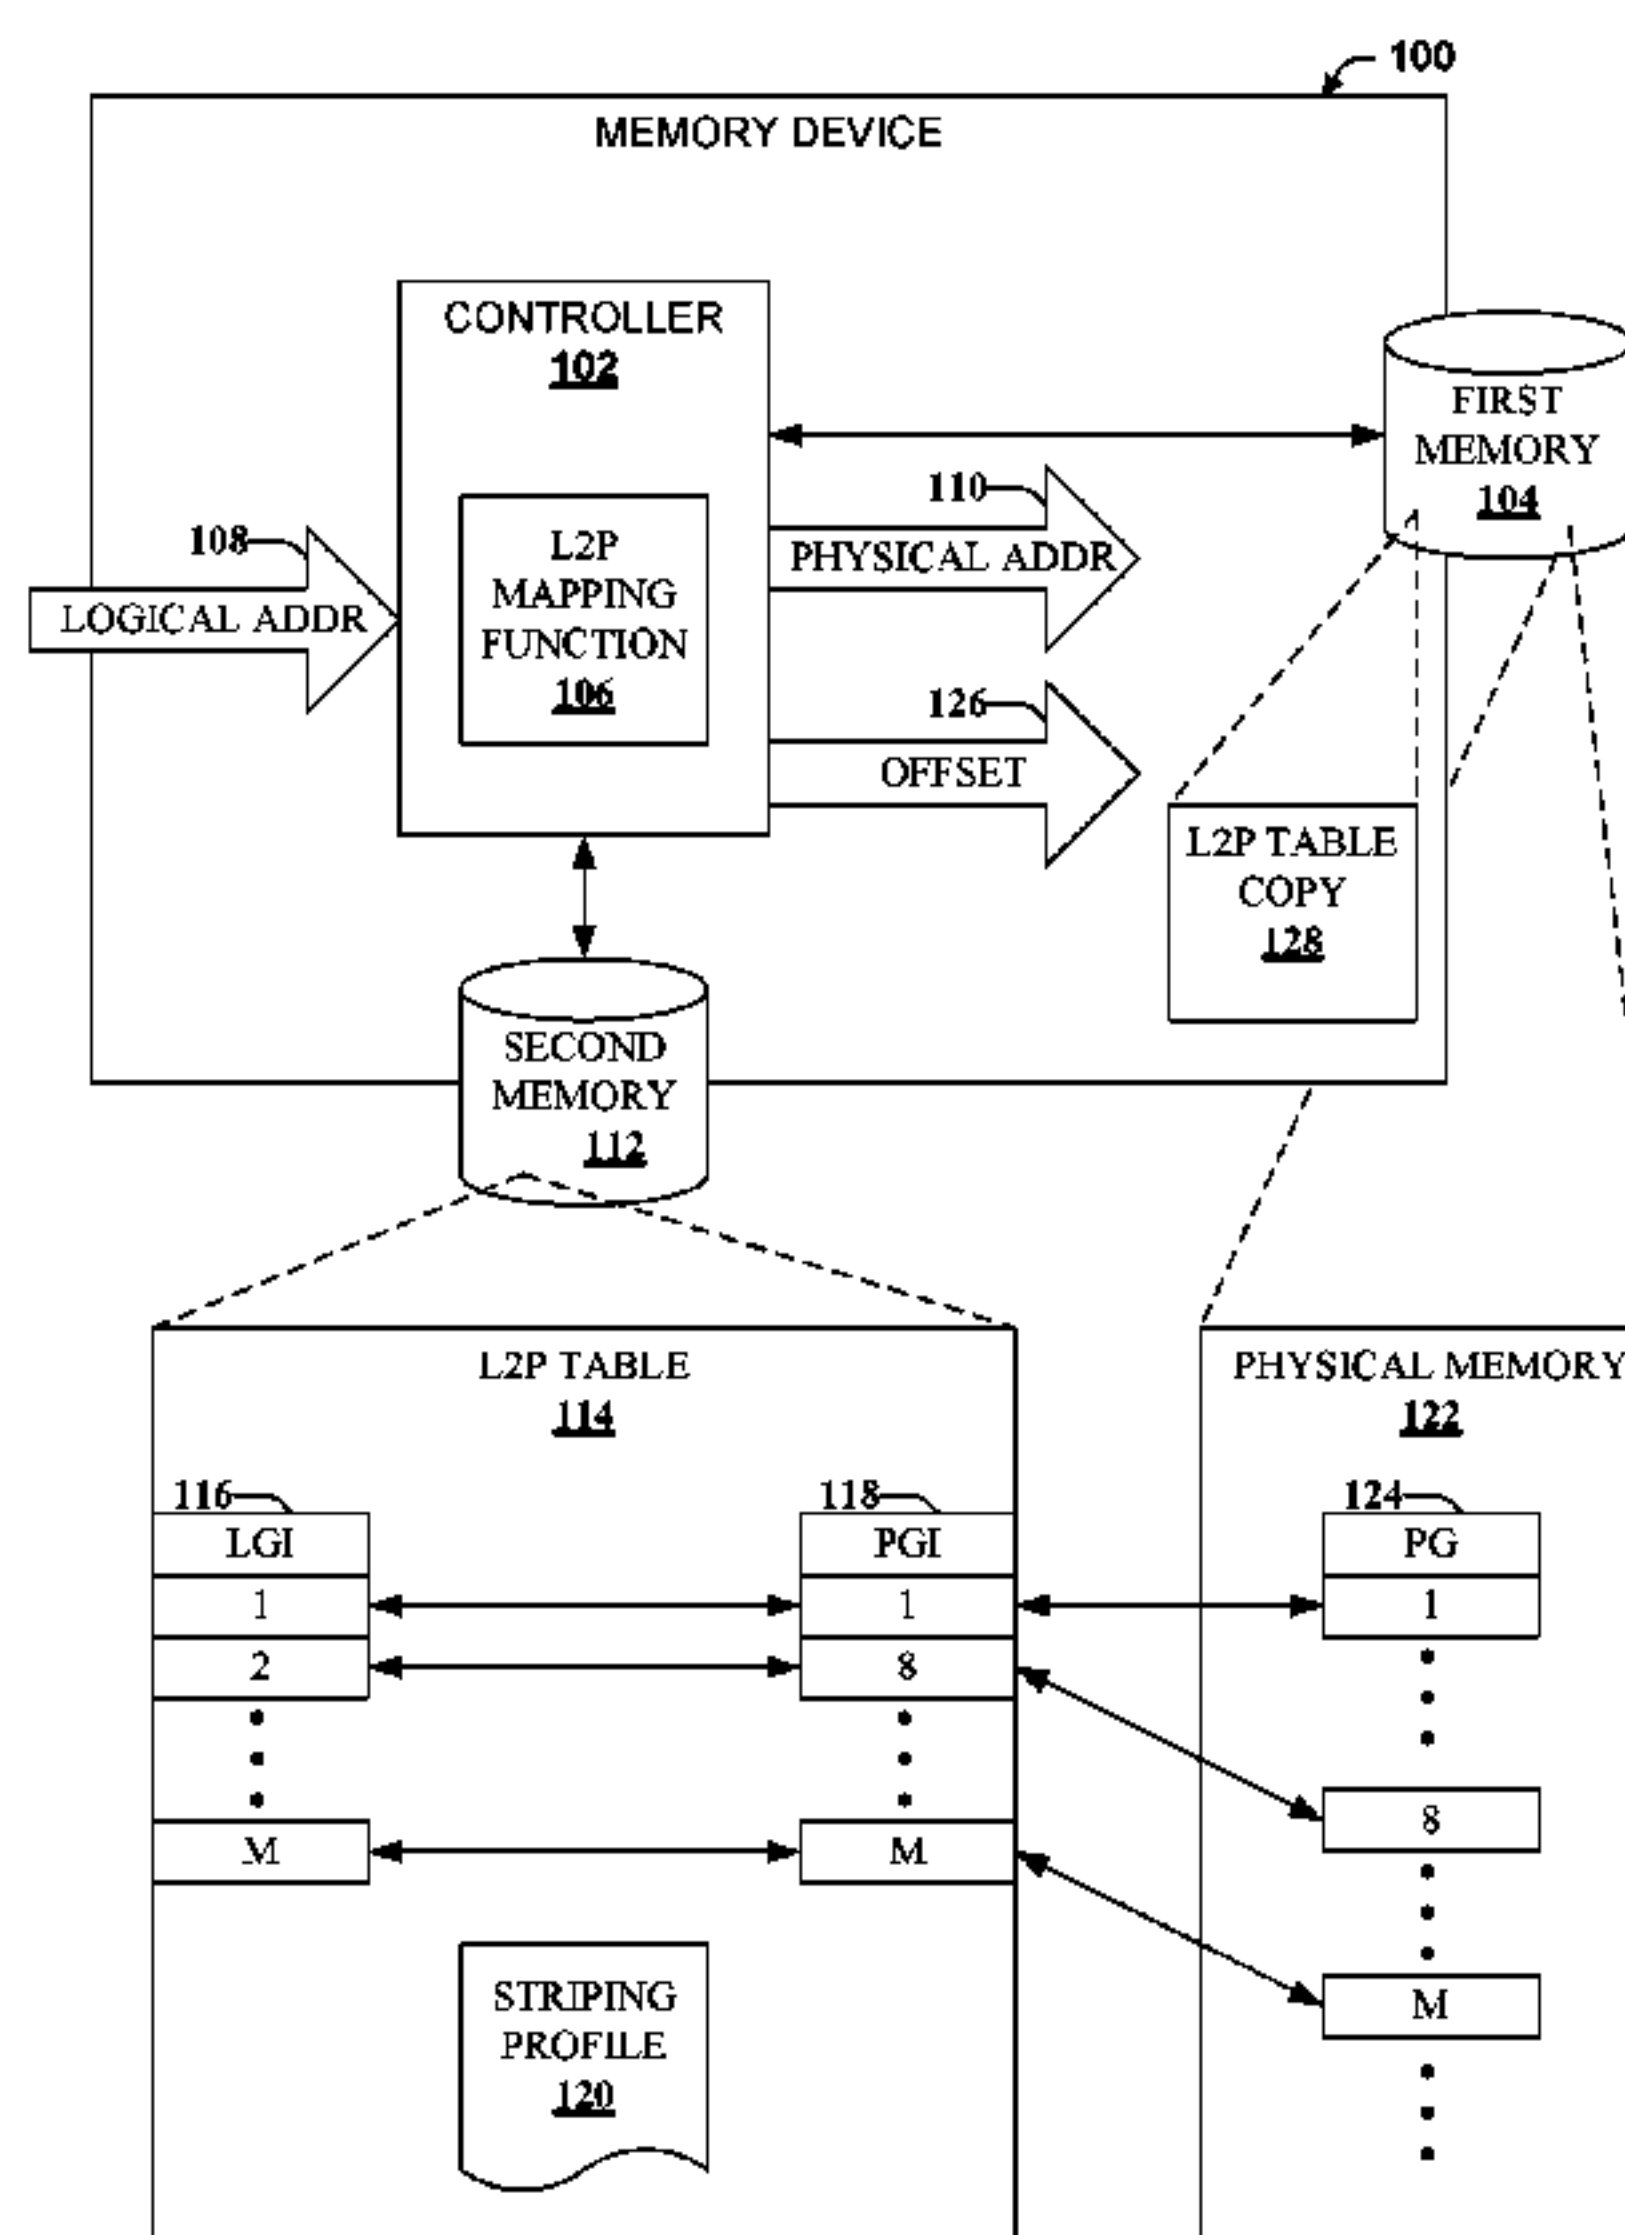 100
MEMORY DEVICE
CONTROLLER
102
FIRST
MEMORY
104
110
PHYSICAL ADDR
108
LOGICAL ADDR
L2P
MAPPING
FUNCTION
106
126
OFFSET
L2P TABLE
COPY
128
SECOND
MEMORY
112
L2P TABLE
114
PHYSICAL MEMORY
122
116
118
124
LGI
PGI
PG
1
1
1
2
8
8
M
M
M
STRIPING
PROFILE
120